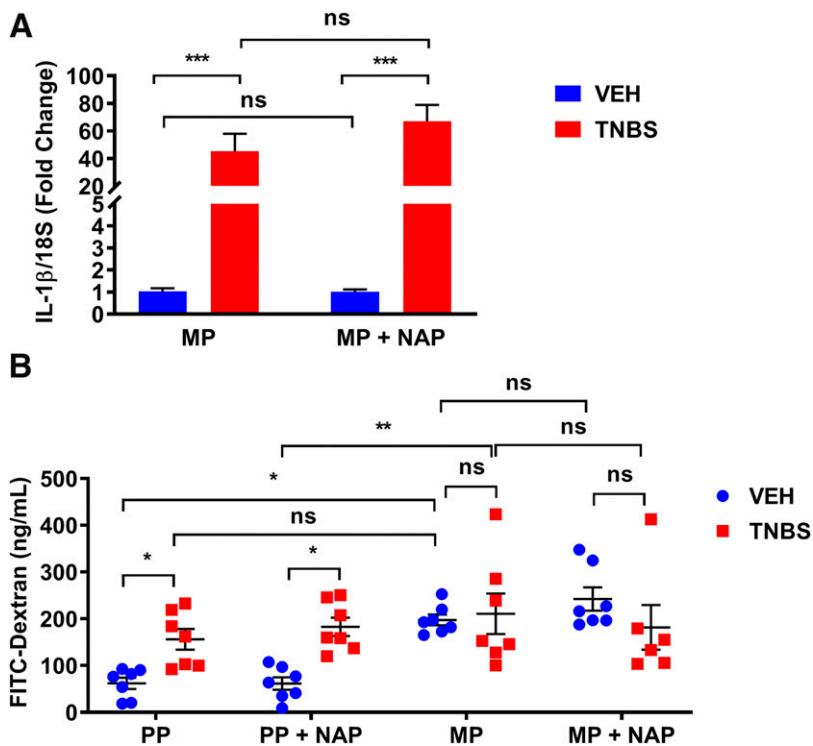 A
ns
***
***
ns
IL-1β/18S (Fold Change)
100
80
60
40
20
5
4
3
2
1
0
MP
MP + NAP
VEH
TNBS
B
ns
**
ns
*
ns
ns
ns
*
*
FITC-Dextran (ng/mL)
500
400
300
200
100
0
PP
PP + NAP
MP
MP + NAP
VEH
TNBS